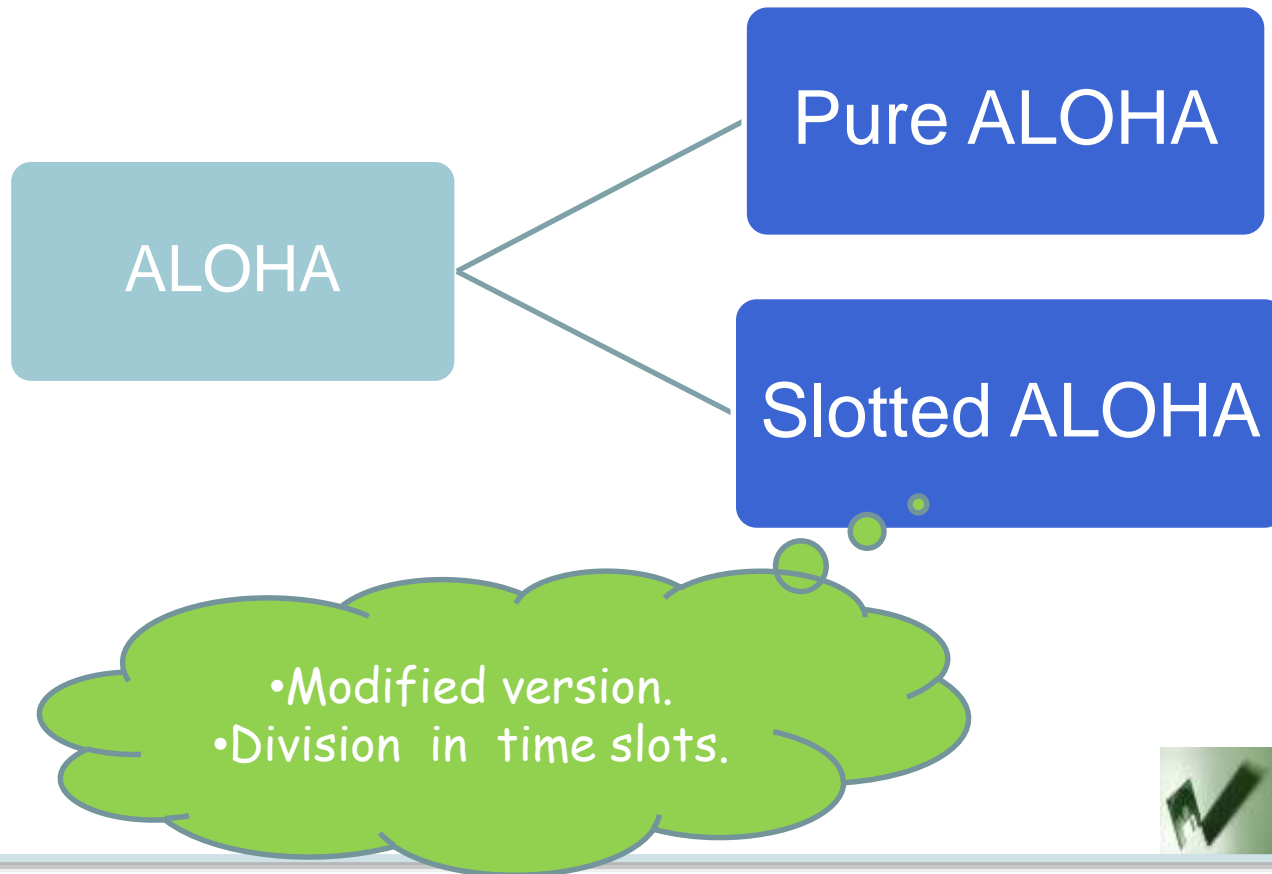 Pure ALOHA
ALOHA
Slotted ALOHA
•Modified version.
•Division in time slots.